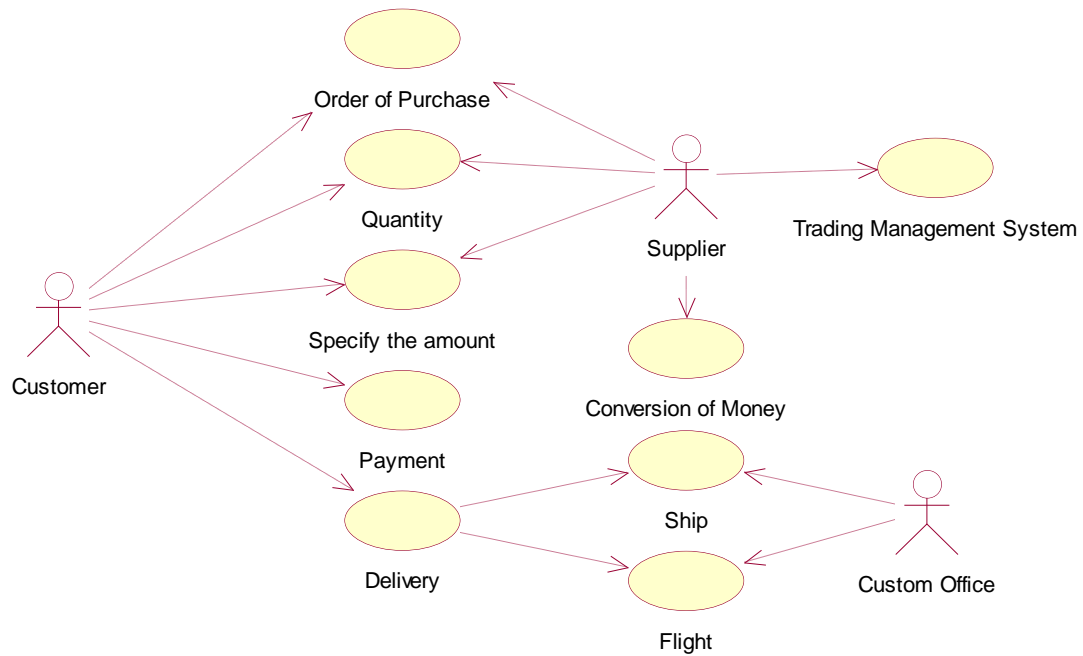 Order of Purchase
Quantity
Supplier
Trading Management System
Specify the amount
Customer
Conversion of Money
Payment
Ship
Delivery
Custom Office
Flight